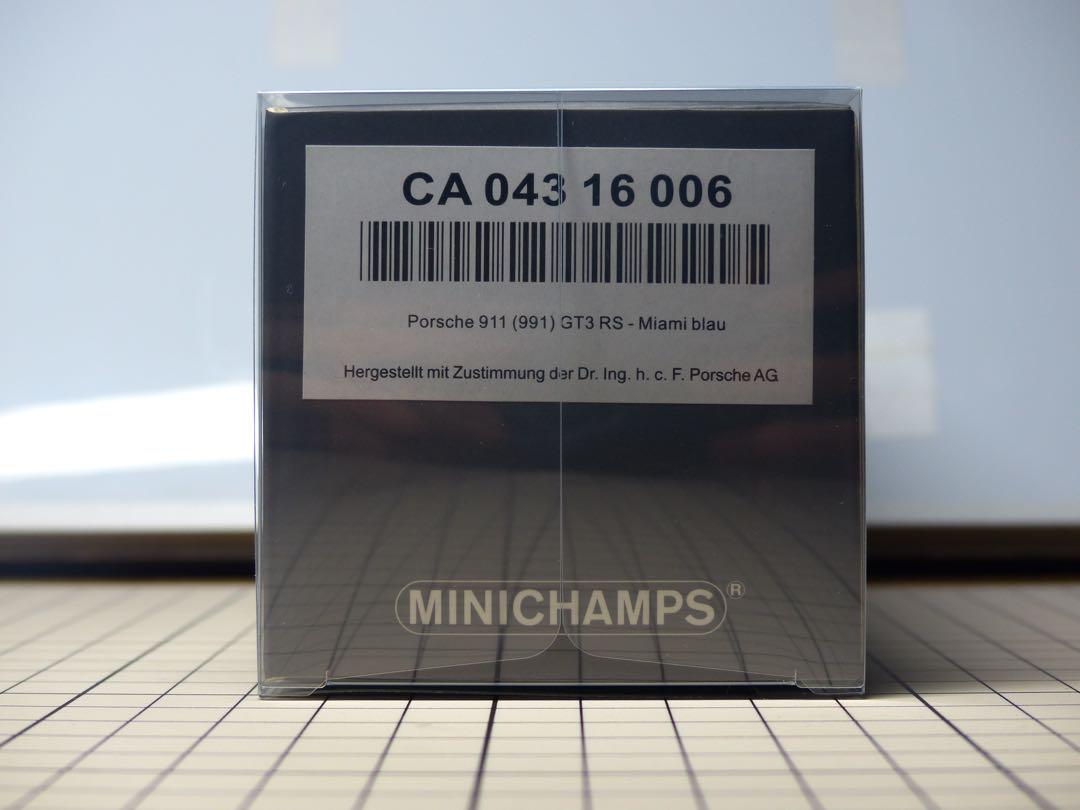 CA 043 16 006
Porsche 911 (991) GT3 RS - Miami blau
Hergestellt mit Zustimmung der Dr. Ing. h. c. F. Porsche AG
MINICHAMPS®